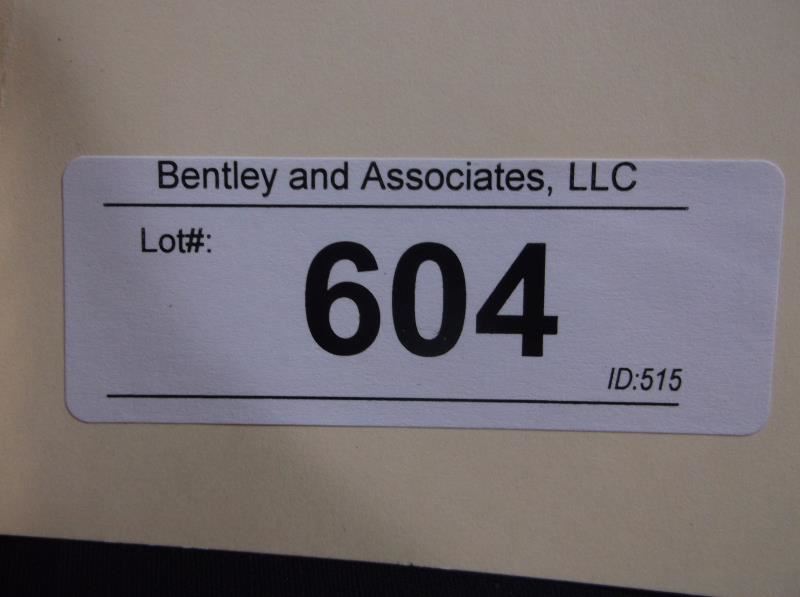 Bentley and Associates, LLC
Lot#:
604
ID:515